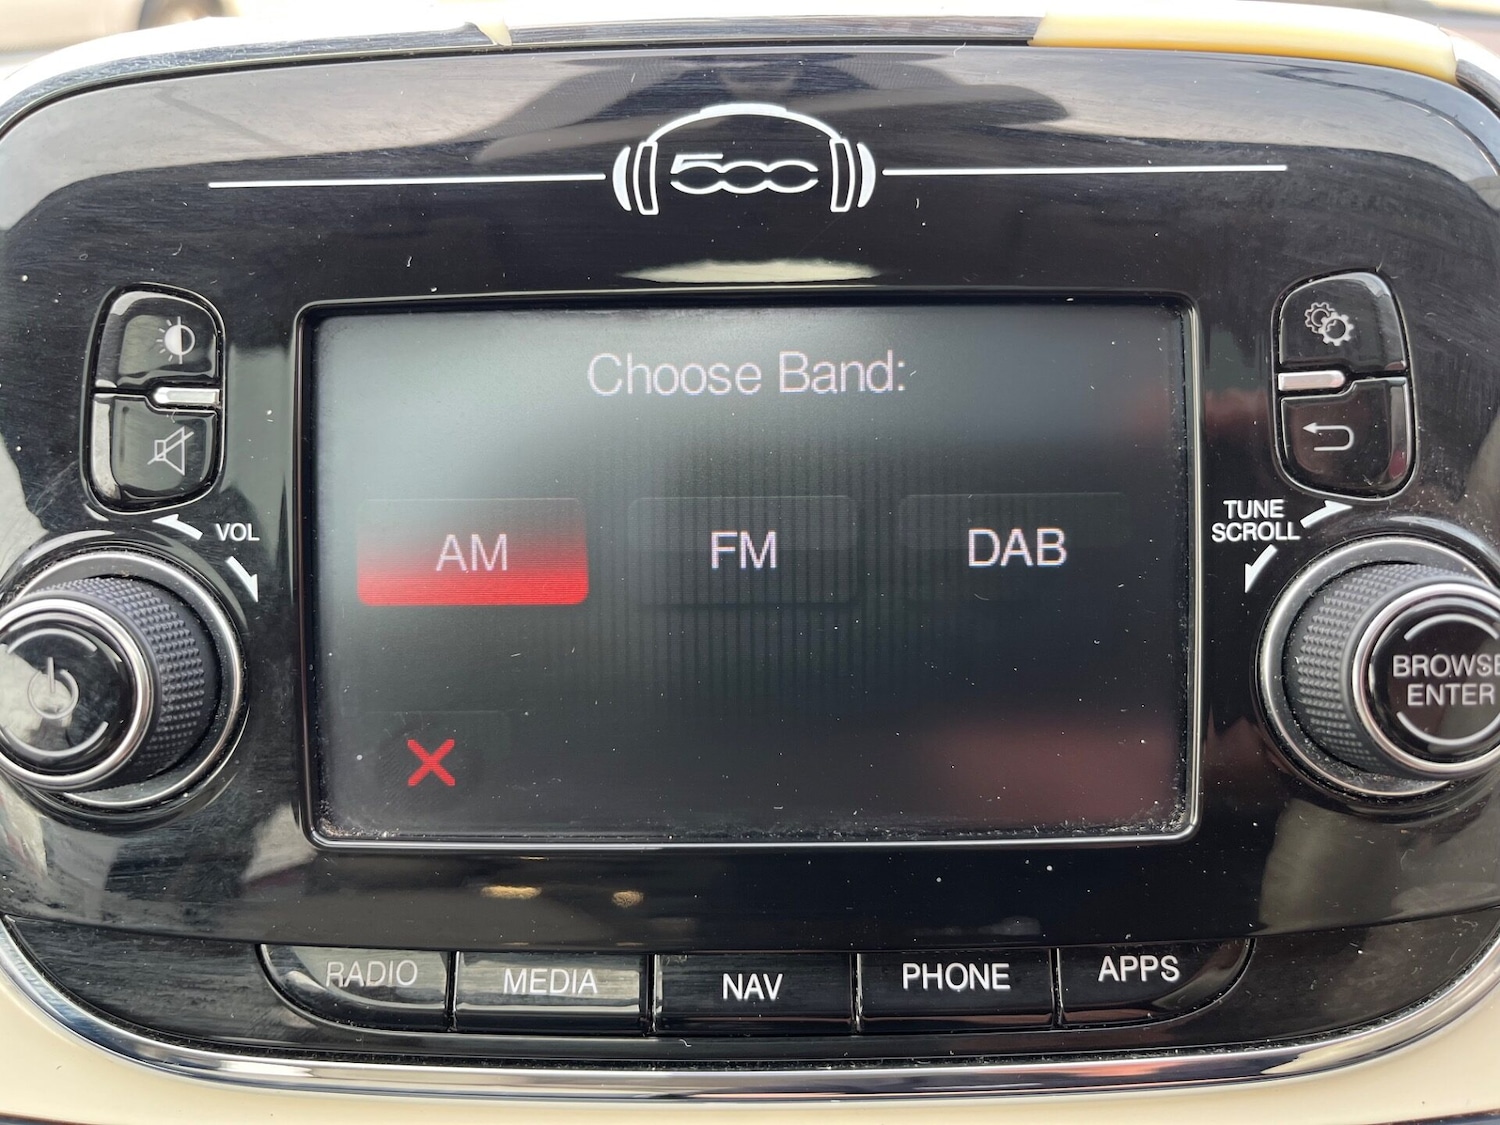 500
Choose Band:
VOL
TUNE
SCROLL
AM FM DAB
BROWSE
ENTER
RADIO MEDIA NAV PHONE APPS